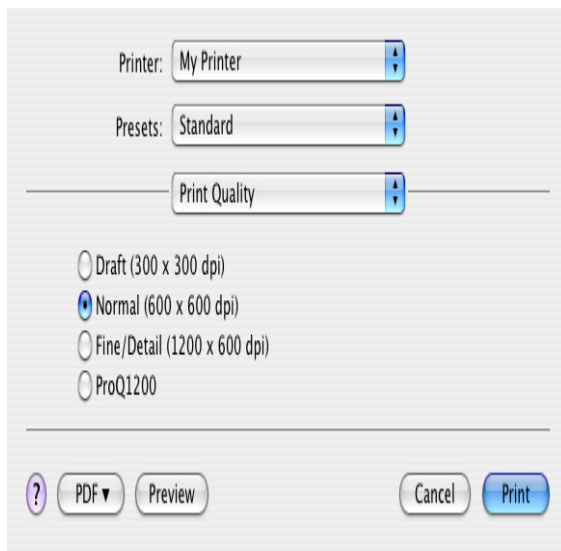 Printer: My Printer
Presets: Standard
Print Quality
Draft (300 x 300 dpi)
Normal (600 x 600 dpi)
Fine/Detail (1200 x 600 dpi)
ProQ1200
? PDF▼ Preview Cancel Print